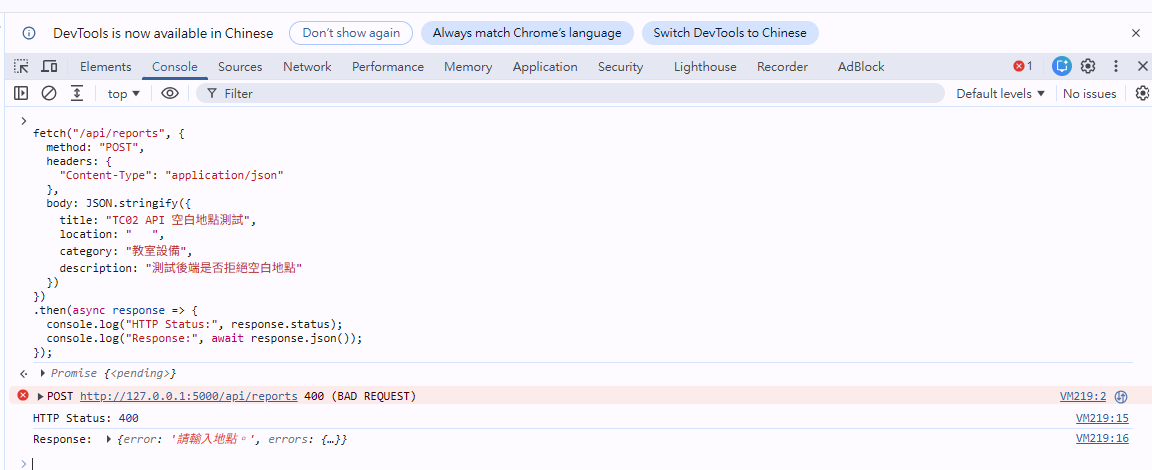 DevTools is now available in Chinese Don't show again Always match Chrome's language Switch DevTools to Chinese
Elements Console Sources Network Performance Memory Application Security Lighthouse Recorder AdBlock 1
top Filter Default levels No issues
fetch("/api/reports", {
method: "POST",
headers: {
"Content-Type": "application/json"
},
body: JSON.stringify({
title: "TC02 API 空白地點測試",
location: "   ",
category: "教室設備",
description: "測試後端是否拒絕空白地點"
})
})
.then(async response => {
console.log("HTTP Status:", response.status);
console.log("Response:", await response.json());
});
Promise {<pending>}
POST http://127.0.0.1:5000/api/reports 400 (BAD REQUEST) VM219:2
HTTP Status: 400 VM219:15
Response: {error: '請輸入地點。', errors: {…}} VM219:16